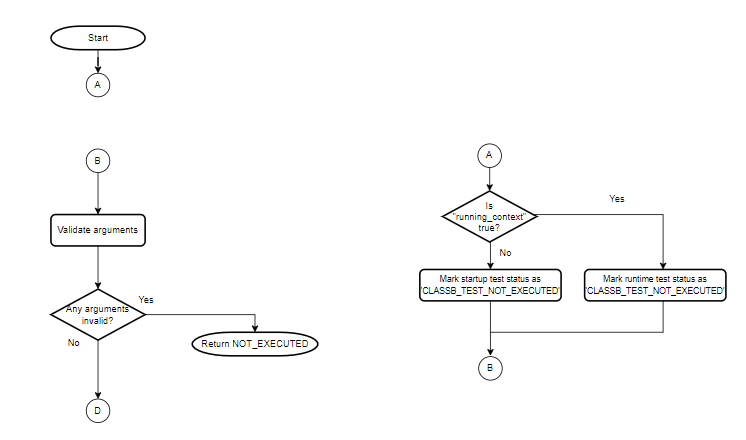 Start
A
B
Validate arguments
Any arguments
invalid?
Yes
No
Return NOT_EXECUTED
D
A
Is
"running_context"
true?
Yes
No
Mark startup test status as
'CLASSB_TEST_NOT_EXECUTED'
Mark runtime test status as
'CLASSB_TEST_NOT_EXECUTED'
B